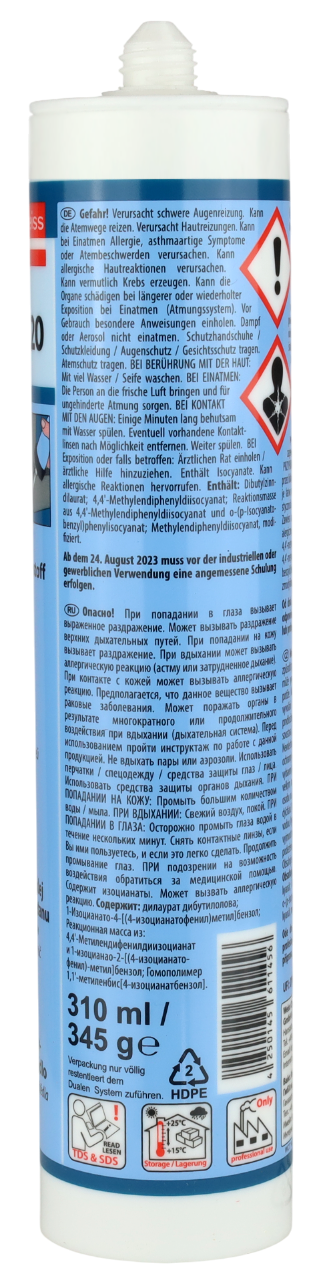 iss
20
DE Gefahr! Verursacht schwere Augenreizung. Kann
die Atemwege reizen. Verursacht Hautreizungen. Kann
bei Einatmen Allergie, asthmaartige Symptome
oder Atembeschwerden verursachen. Kann
allergische Hautreaktionen verursachen.
Kann vermutlich Krebs erzeugen. Kann die
Organe schädigen bei längerer oder wiederholter
Exposition bei Einatmen (Atmungssystem). Vor
Gebrauch besondere Anweisungen einholen. Dampf
oder Aerosol nicht einatmen. Schutzhandschuhe /
Schutzkleidung / Augenschutz / Gesichtsschutz tragen.
Atemschutz tragen. BEI BERÜHRUNG MIT DER HAUT:
Mit viel Wasser / Seife waschen. BEI EINATMEN:
Die Person an die frische Luft bringen und für
ungehinderte Atmung sorgen. BEI KONTAKT
MIT DEN AUGEN: Einige Minuten lang behutsam
mit Wasser spülen. Eventuell vorhandene Kontakt-
linsen nach Möglichkeit entfernen. Weiter spülen. BEI
Exposition oder falls betroffen: Ärztlichen Rat einholen /
ärztliche Hilfe hinzuziehen. Enthält Isocyanate. Kann
allergische Reaktionen hervorrufen. Enthält: Dibutylzinn-
dilaurat; 4,4'-Methylendiphenyldiisocyanat; Reaktionsmasse
aus 4,4'-Methylendiphenyldiisocyanat und o-(p-Isocyanato-
benzyl)phenylisocyanat; Methylendiphenyldiisocyanat, modi-
fiziert.
Ab dem 24. August 2023 muss vor der industriellen oder
gewerblichen Verwendung eine angemessene Schulung
erfolgen.
RU Опасно! При попадании в глаза вызывает
выраженное раздражение. Может вызывать раздражение
верхних дыхательных путей. При попадании на кожу
вызывает раздражение. При вдыхании может вызывать
аллергическую реакцию (астму или затрудненное дыхание).
При контакте с кожей может вызывать аллергическую
реакцию. Предполагается, что данное вещество вызывает
раковые заболевания. Может поражать органы в
результате многократного или продолжительного
воздействия при вдыхании (дыхательная система). Перед
использованием пройти инструктаж по работе с данной
продукцией. Не вдыхать пары или аэрозоли. Использовать
перчатки / спецодежду / средства защиты глаз / лица.
Использовать средства защиты органов дыхания. ПРИ
ПОПАДАНИИ НА КОЖУ: Промыть большим количеством
воды / мыла. ПРИ ВДЫХАНИИ: Свежий воздух, покой. ПРИ
ПОПАДАНИИ В ГЛАЗА: Осторожно промыть глаза водой в
течение нескольких минут. Снять контактные линзы, если
Вы ими пользуетесь, и если это легко сделать. Продолжить
промывание глаз. ПРИ подозрении на возможность
воздействия обратиться за медицинской помощью.
Содержит изоцианаты. Может вызвать аллергическую
реакцию. Содержит: дилаурат дибутилолова;
1-Изоцианато-4-[(4-изоцианатофенил)метил]бензол;
Реакционная масса из:
4,4'-Метилендифенилдиизоцианат
и 1-изоцианао-2-[(4-изоцианато-
фенил)-метил]бензол; Гомополимер
1,1'-метиленбис[4-изоцианатбензол].
310 ml /
345 g℮
Verpackung nur völlig
restentleert dem
Dualen System zuführen.
2
HDPE
4 250145 611456
READ
LESEN
TDS & SDS
+25°C
+15°C
Storage / Lagerung
Only
professional use